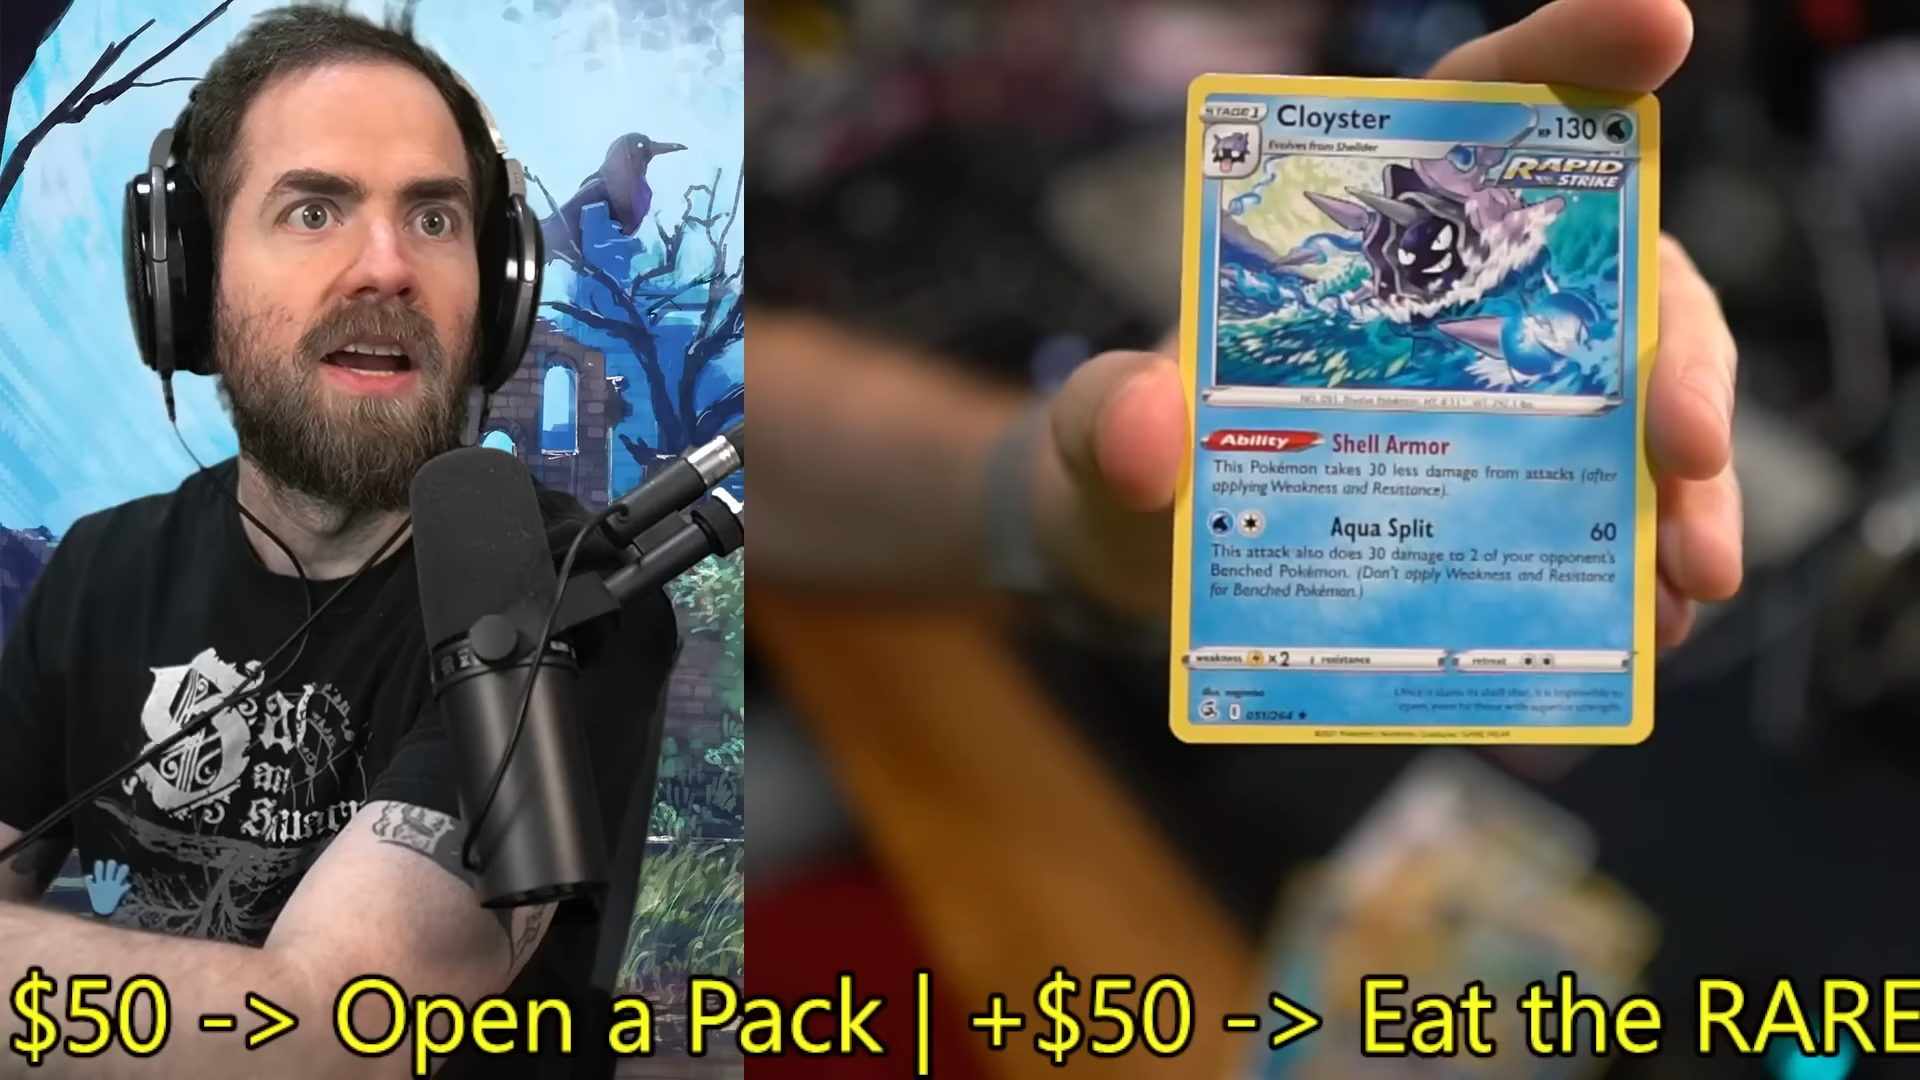 STAGE 1
Cloyster
HP 130
Evolves from Shellder
RAPID
STRIKE
Ability Shell Armor
This Pokémon takes 30 less damage from attacks (after
applying Weakness and Resistance).
Aqua Split 60
This attack also does 30 damage to 2 of your opponent's
Benched Pokémon. (Don't apply Weakness and Resistance
for Benched Pokémon.)
weakness ×2 resistance retreat
051/264
$50 -> Open a Pack | +$50 -> Eat the RARE